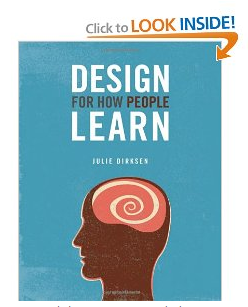 Click to LOOK INSIDE!
DESIGN
FOR HOW PEOPLE
LEARN
JULIE DIRKSEN